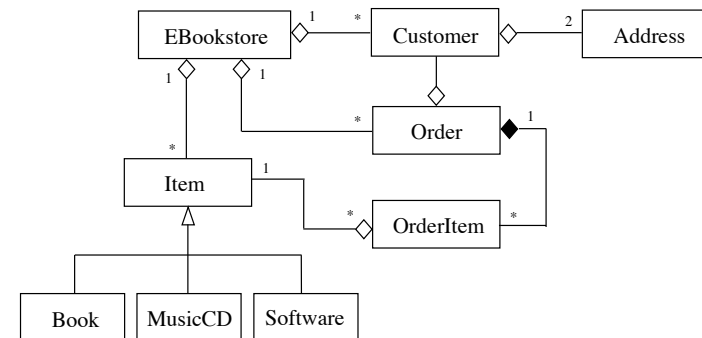 EBookstore
1
*
Customer
2
Address
1
1
*
Order
1
*
Item
1
*
OrderItem
*
Book
MusicCD
Software